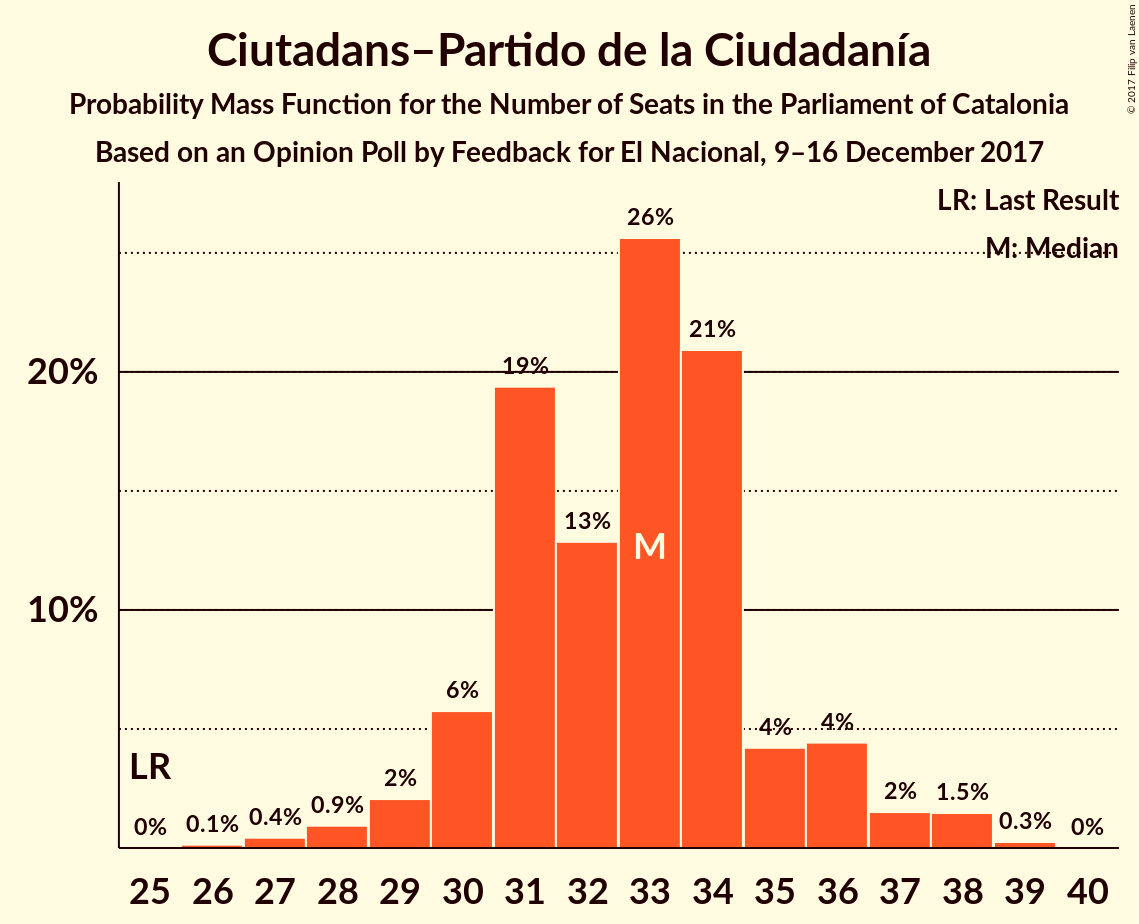 Ciutadans–Partido de la Ciudadanía
Probability Mass Function for the Number of Seats in the Parliament of Catalonia
Based on an Opinion Poll by Feedback for El Nacional, 9–16 December 2017
© 2017 Filip van Laenen
LR: Last Result
M: Median
20%
10%
LR
M
0%
0.1%
0.4%
0.9%
2%
6%
19%
13%
26%
21%
4%
4%
2%
1.5%
0.3%
0%
25 26 27 28 29 30 31 32 33 34 35 36 37 38 39 40